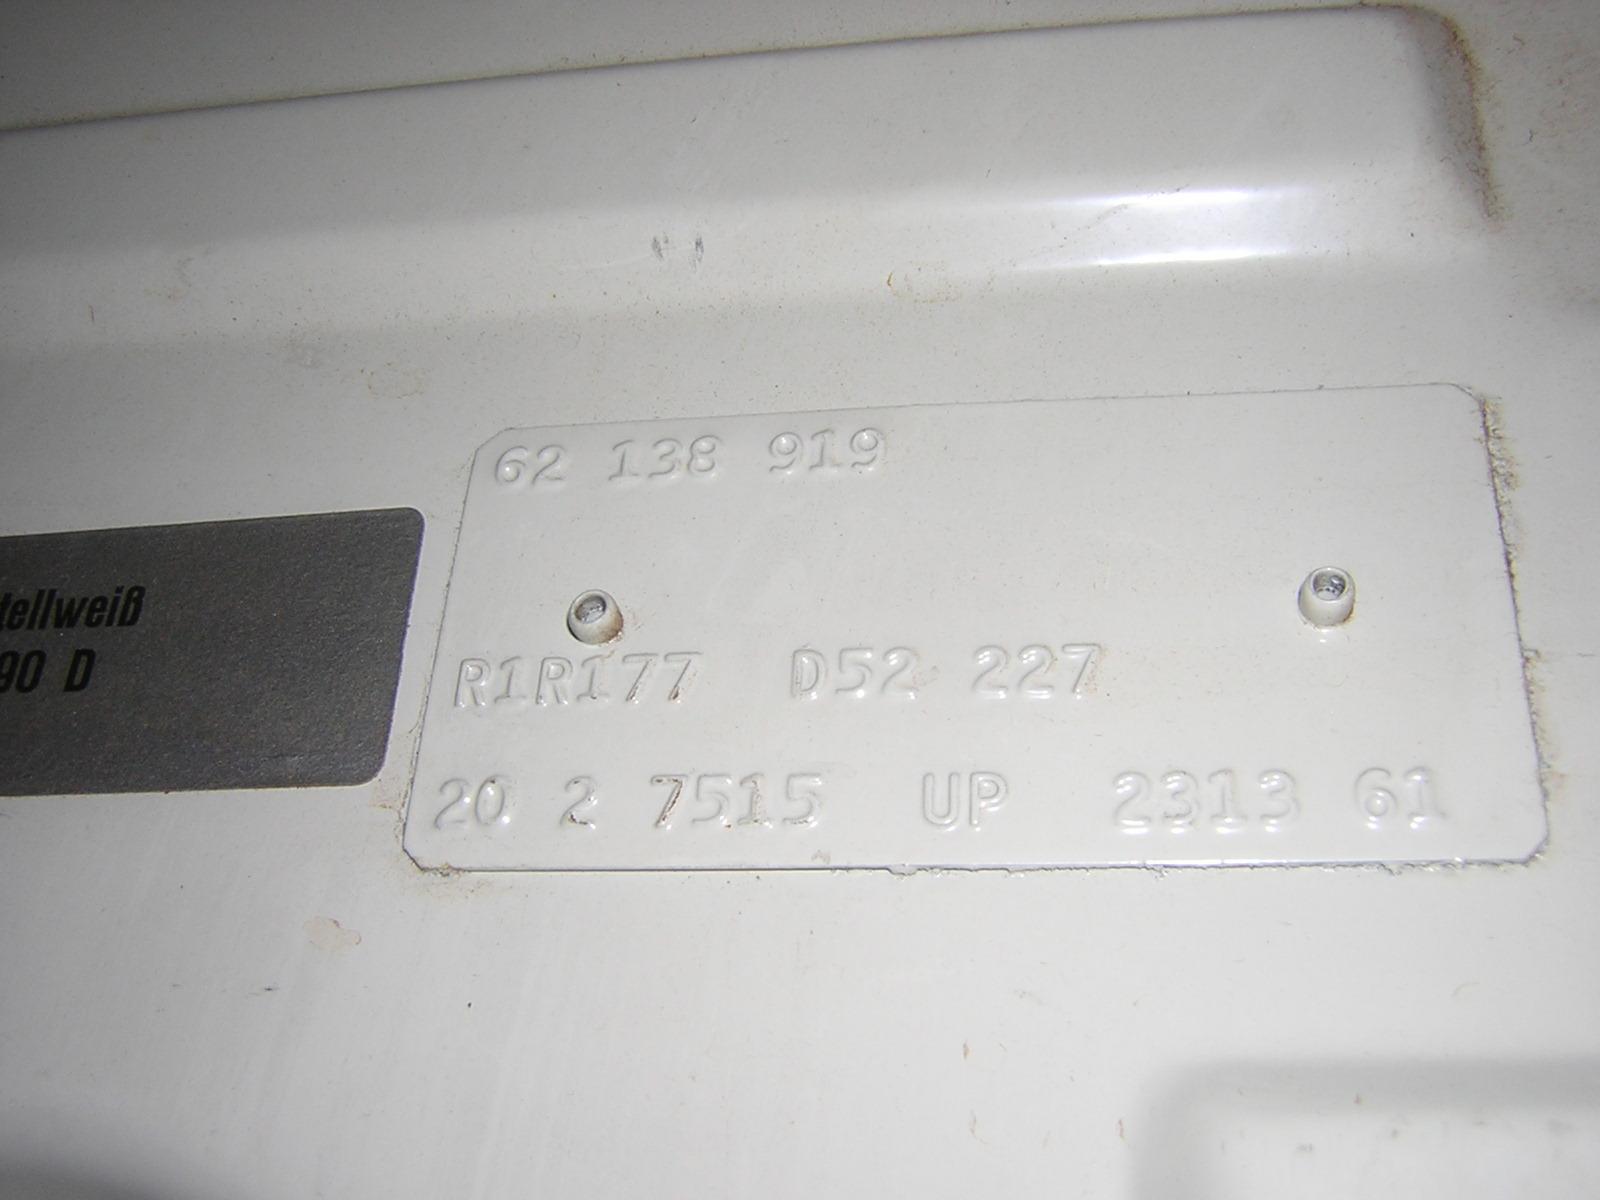 62 138 919
tellweiß
90 D
R1R177 D52 227
20 2 7515 UP 2313 61